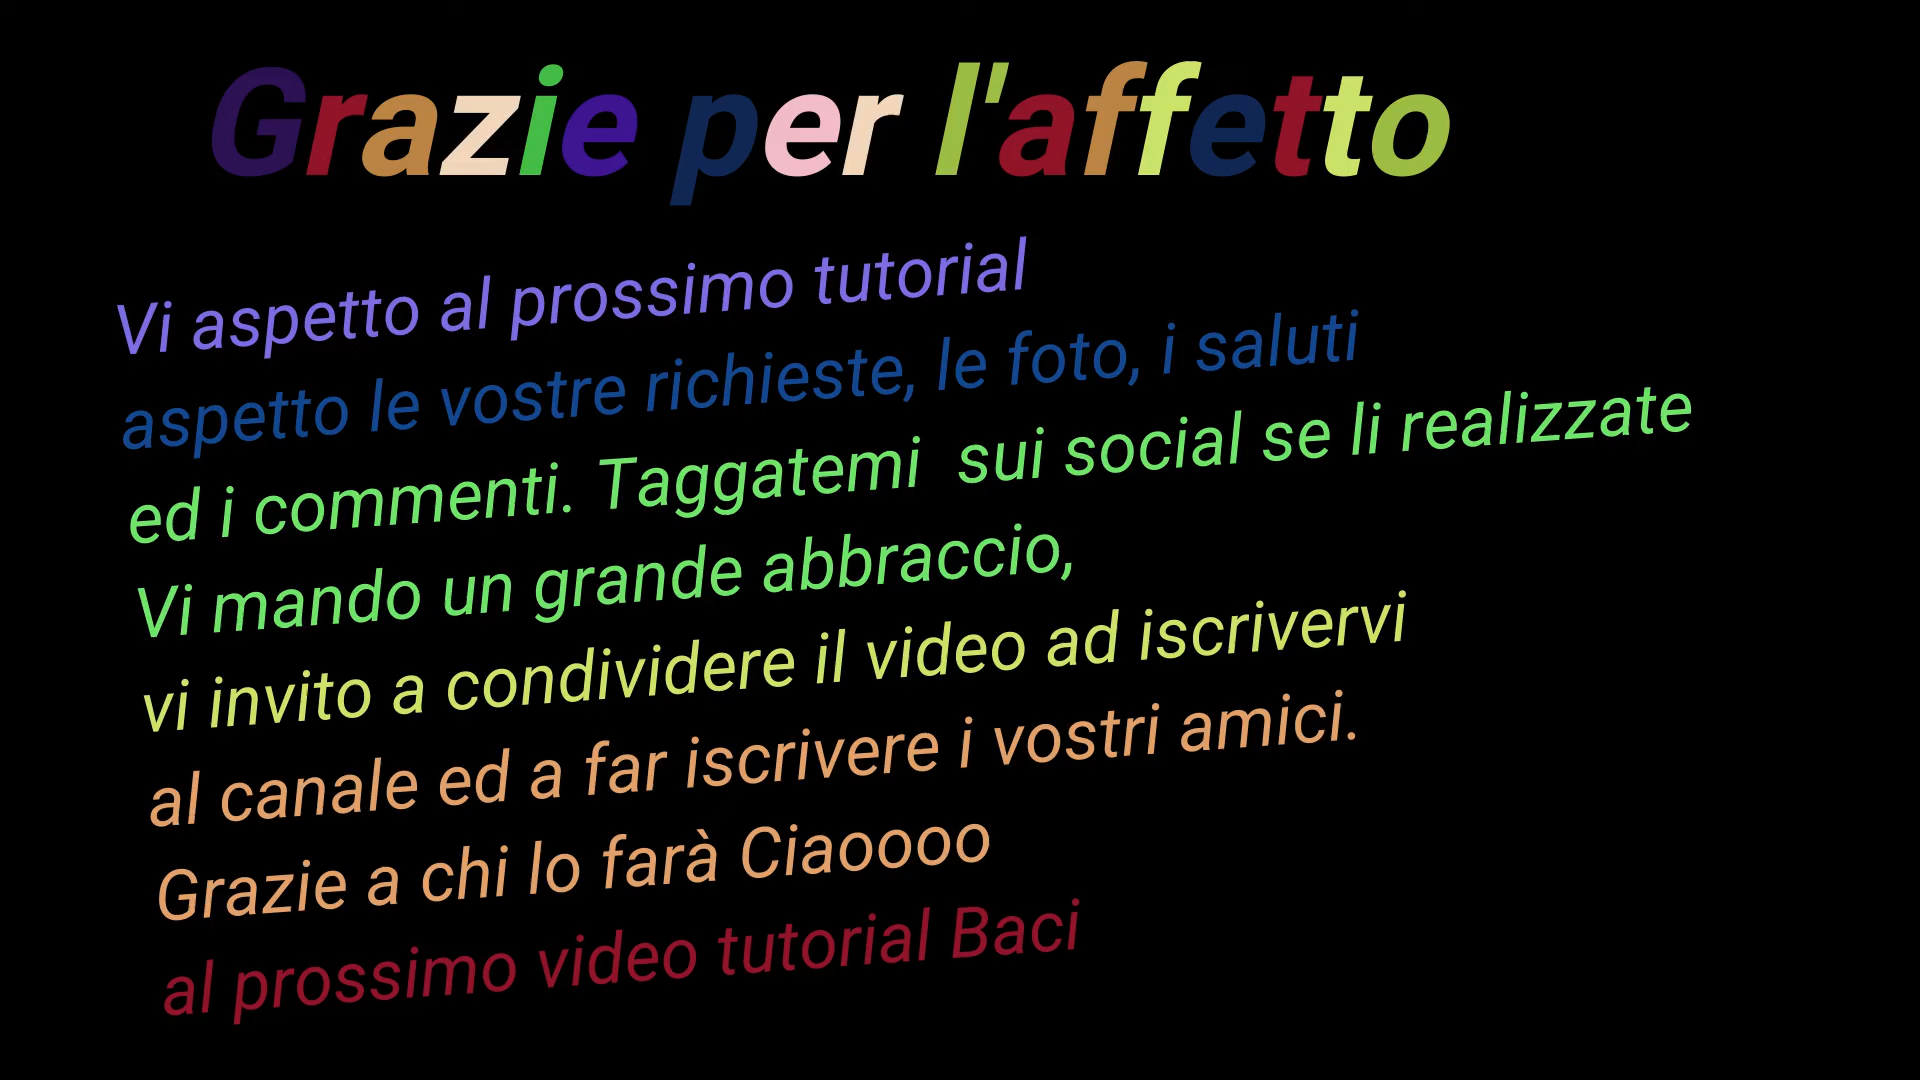 Grazie per l'affetto
Vi aspetto al prossimo tutorial
aspetto le vostre richieste, le foto, i saluti
ed i commenti. Taggatemi  sui social se li realizzate
Vi mando un grande abbraccio,
vi invito a condividere il video ad iscrivervi
al canale ed a far iscrivere i vostri amici.
Grazie a chi lo farà Ciaoooo
al prossimo video tutorial Baci